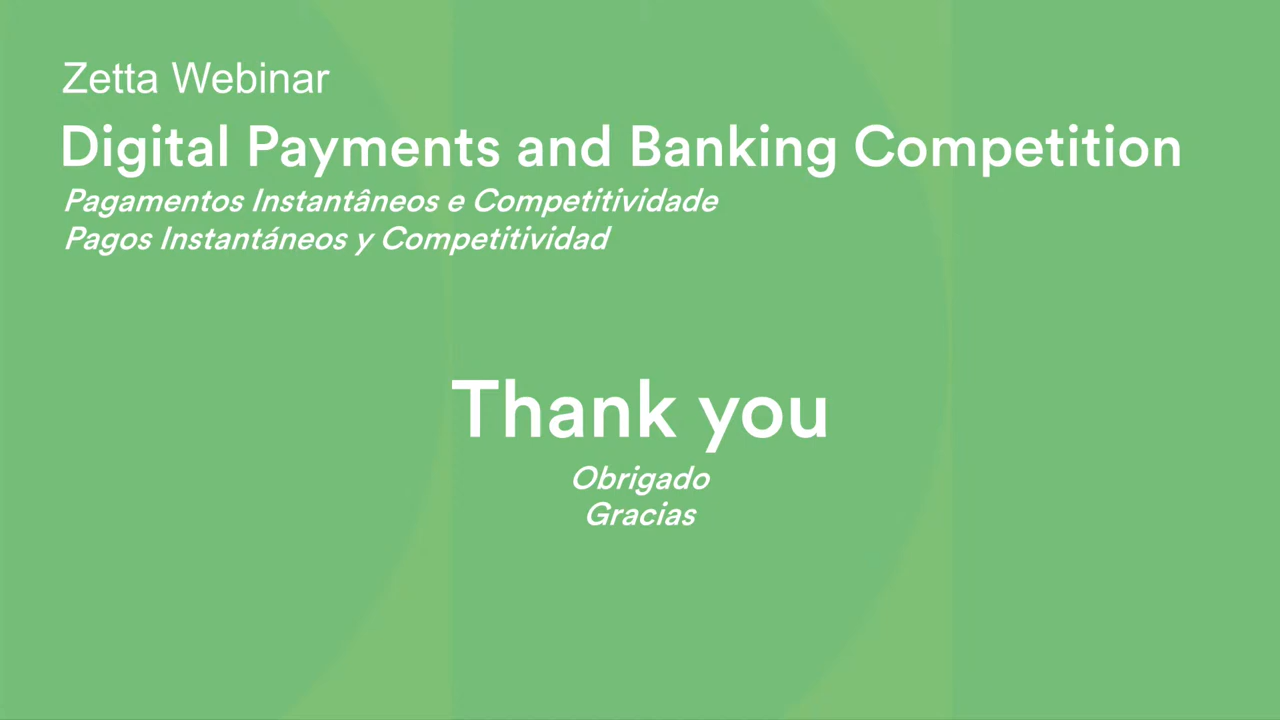 Zetta Webinar
Digital Payments and Banking Competition
Pagamentos Instantâneos e Competitividade
Pagos Instantáneos y Competitividad
Thank you
Obrigado
Gracias